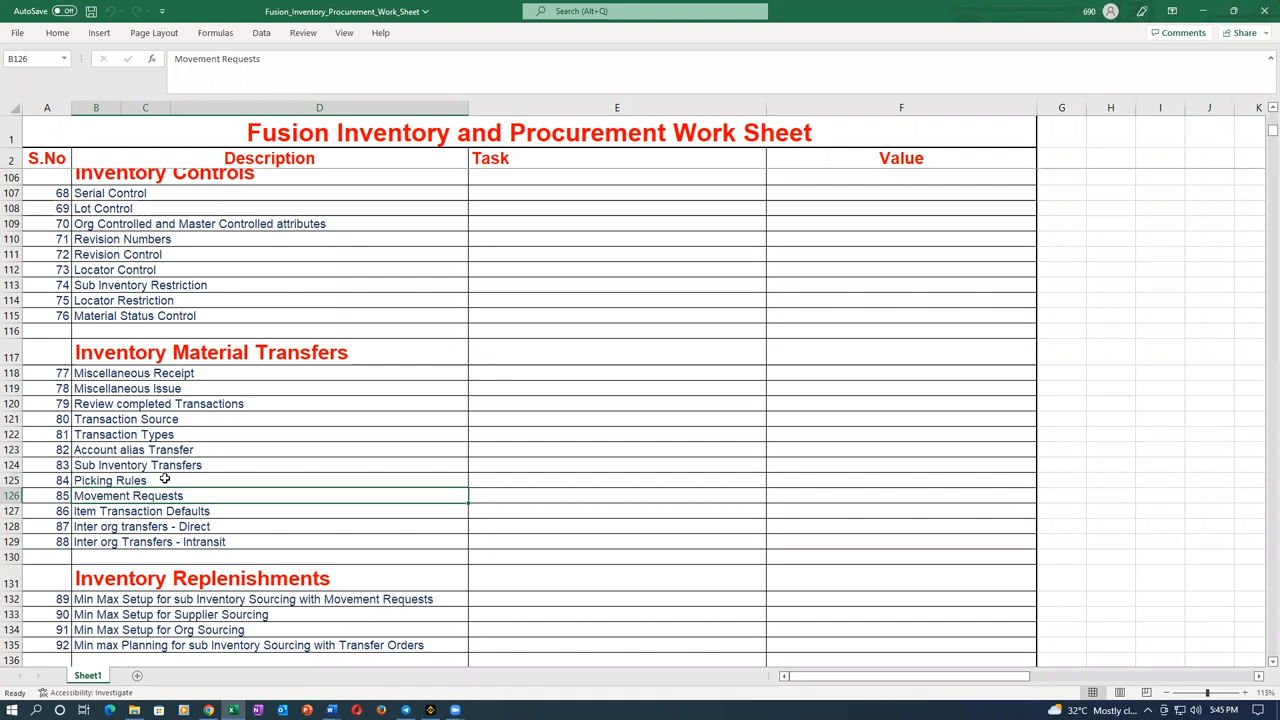 AutoSave Off Fusion_Inventory_Procurement_Work_Sheet Search (Alt+Q) 690
File Home Insert Page Layout Formulas Data Review View Help Comments Share
B126 fx Movement Requests
A B C D E F G H I J K
1 Fusion Inventory and Procurement Work Sheet
2 S.No Description Task Value
106 Inventory Controls
107 68 Serial Control
108 69 Lot Control
109 70 Org Controlled and Master Controlled attributes
110 71 Revision Numbers
111 72 Revision Control
112 73 Locator Control
113 74 Sub Inventory Restriction
114 75 Locator Restriction
115 76 Material Status Control
116
117 Inventory Material Transfers
118 77 Miscellaneous Receipt
119 78 Miscellaneous Issue
120 79 Review completed Transactions
121 80 Transaction Source
122 81 Transaction Types
123 82 Account alias Transfer
124 83 Sub Inventory Transfers
125 84 Picking Rules
126 85 Movement Requests
127 86 Item Transaction Defaults
128 87 Inter org transfers - Direct
129 88 Inter org Transfers - Intransit
130
131 Inventory Replenishments
132 89 Min Max Setup for sub Inventory Sourcing with Movement Requests
133 90 Min Max Setup for Supplier Sourcing
134 91 Min Max Setup for Org Sourcing
135 92 Min max Planning for sub Inventory Sourcing with Transfer Orders
136
Sheet1
Ready Accessibility: Investigate 115%
32°C Mostly cl... 5:45 PM